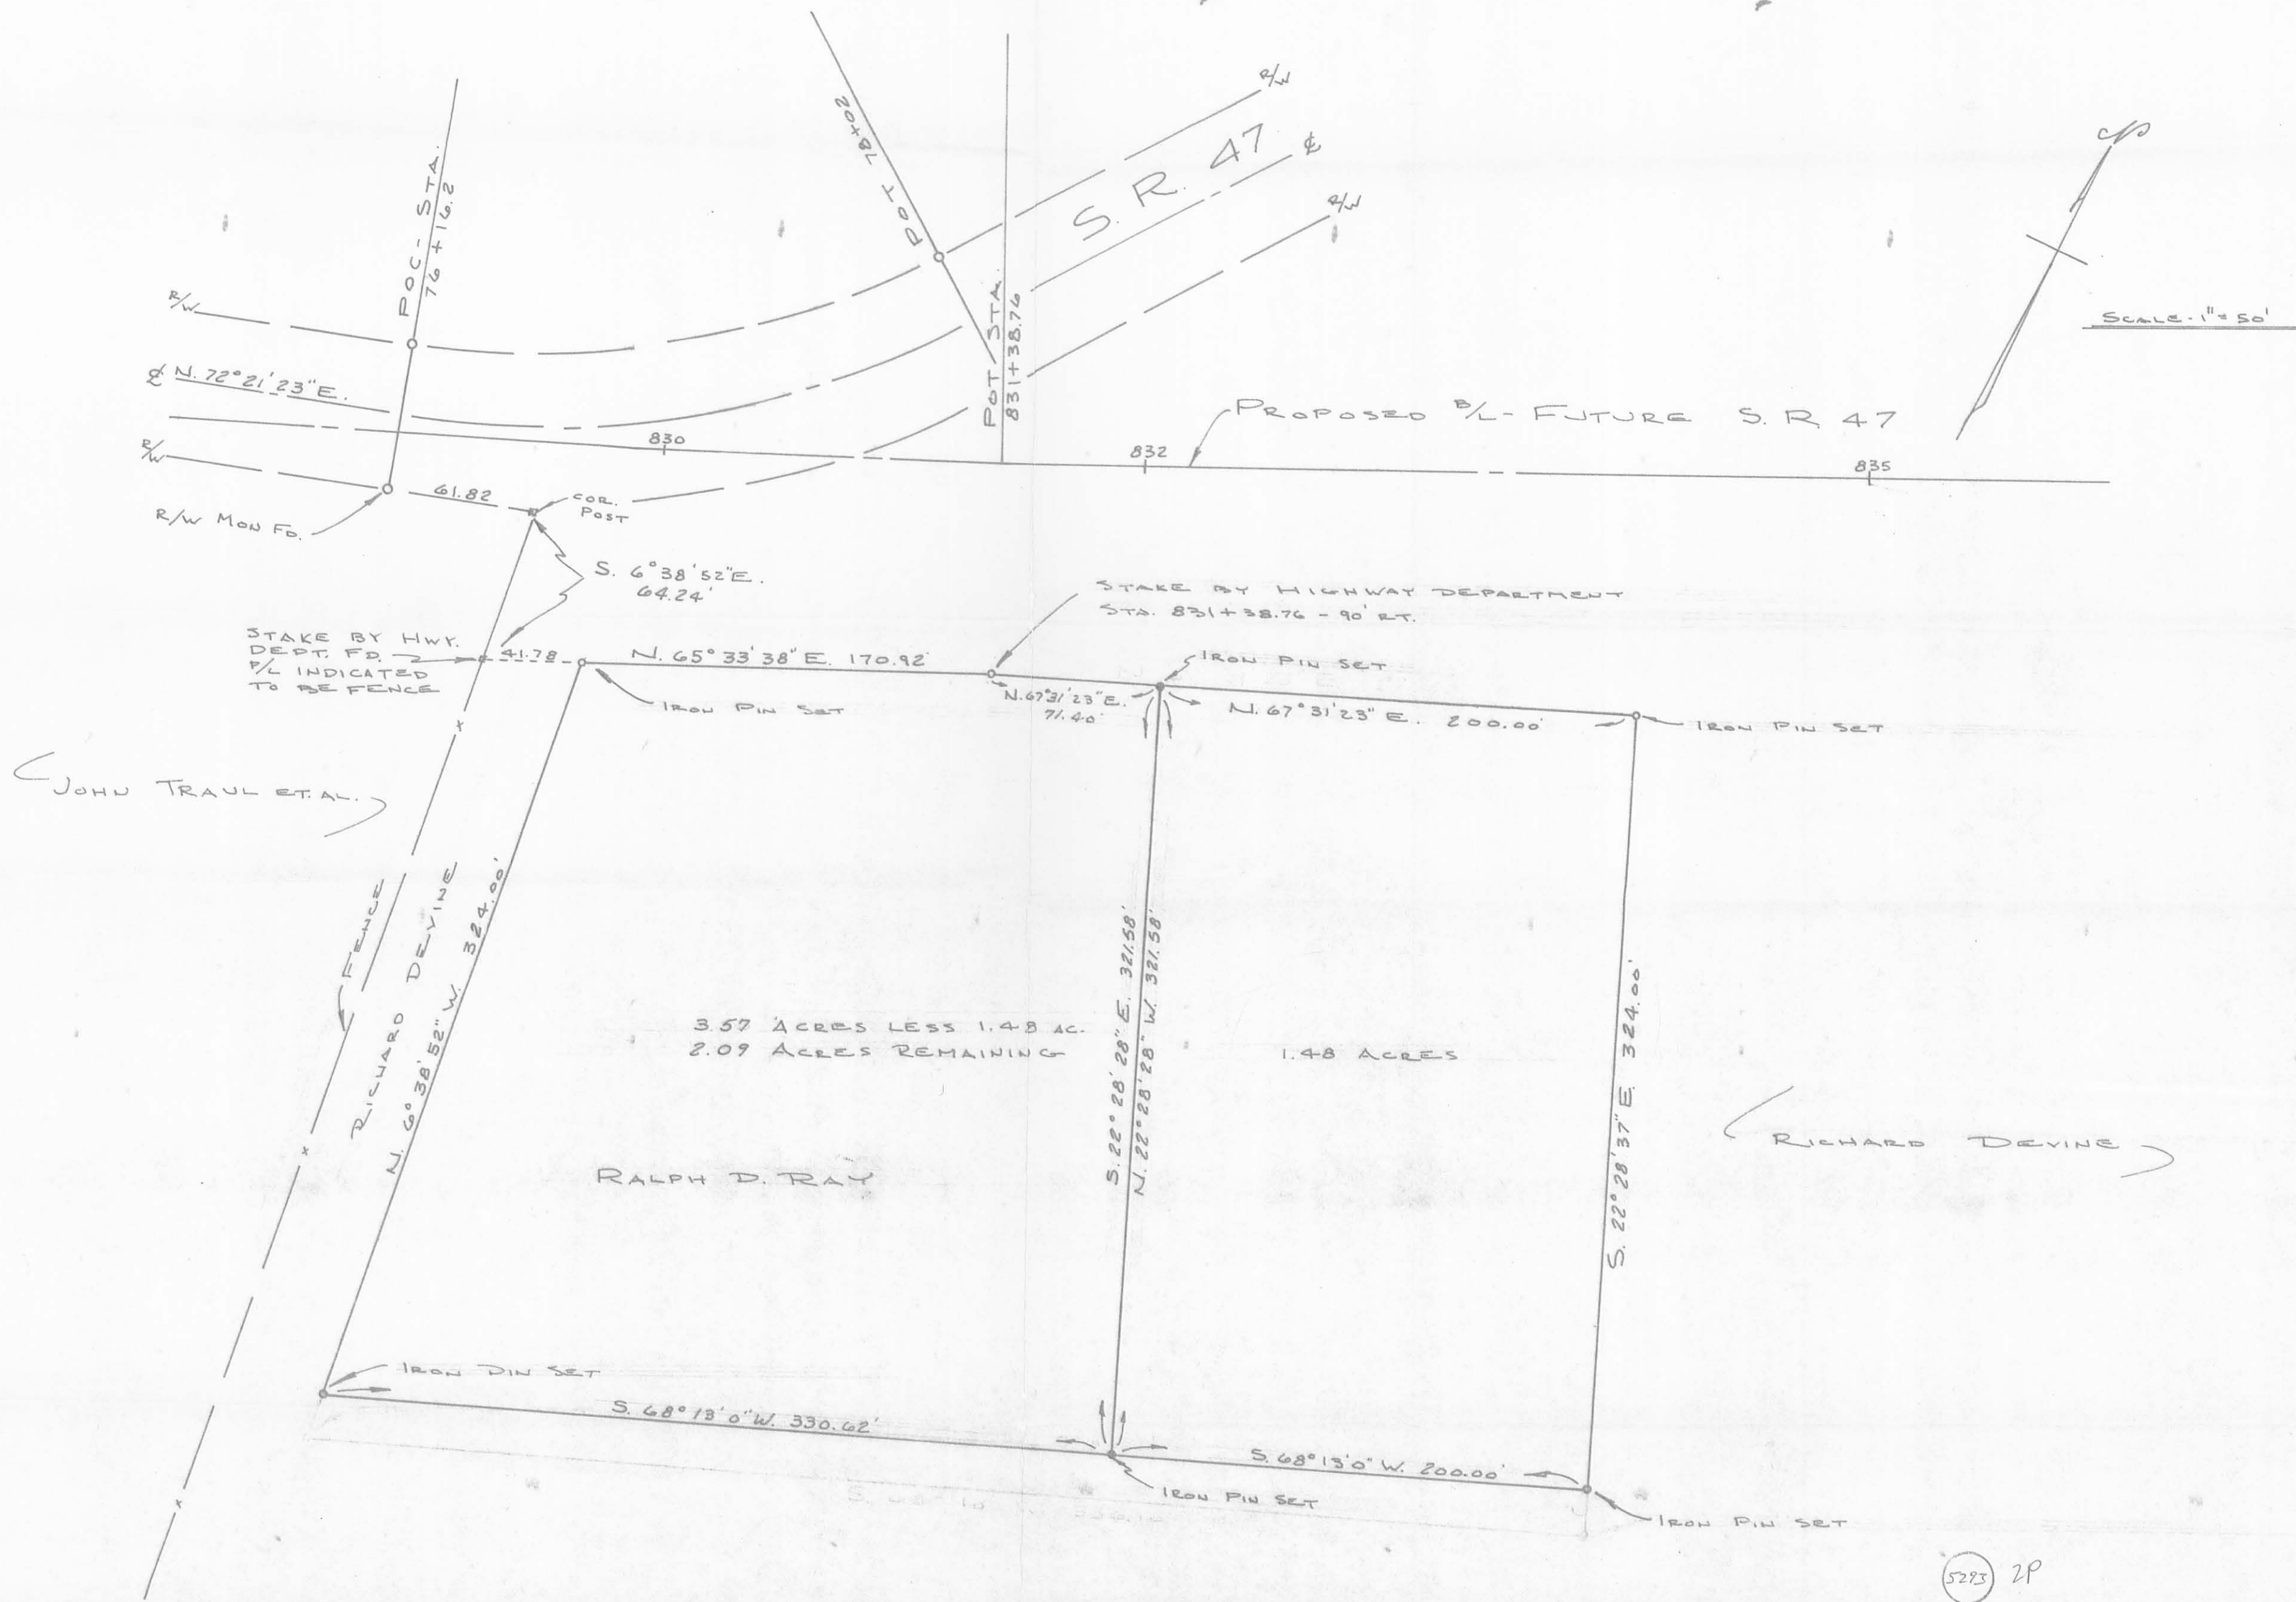 R/W
78+02
S. R. 47
℄
R/W
SCALE - 1" = 50'
POC - STA.
76 + 16.2
POT
R/W
POT STA.
831+38.76
℄ N. 72° 21' 23" E.
PROPOSED B/L - FUTURE S. R. 47
R/W
830
832
835
61.82
COR.
POST
R/W MON FD.
S. 6° 38' 52" E.
64.24'
STAKE BY HIGHWAY DEPARTMENT
STA. 831+38.76 - 90' RT.
STAKE BY HWY.
DEPT. FD.
P/L INDICATED
TO BE FENCE
41.78
N. 65° 33' 38" E. 170.92'
IRON PIN SET
IRON PIN SET
N. 67° 31' 23" E.
71.40'
N. 67° 31' 23" E. 200.00'
IRON PIN SET
JOHN TRAUL ET. AL.
FENCE
RICHARD DEVINE
N. 6° 38' 52" W. 324.00'
S. 22° 28' 28" E. 321.58'
N. 22° 28' 28" W. 321.58'
S. 22° 28' 37" E. 324.00'
3.57 ACRES LESS 1.48 AC.
2.09 ACRES REMAINING
1.48 ACRES
RICHARD DEVINE
RALPH D. RAY
IRON DIN SET
S. 68° 13' 0" W. 330.62'
S. 68° 13' 0" W. 200.00'
IRON PIN SET
IRON PIN SET
5293 2P